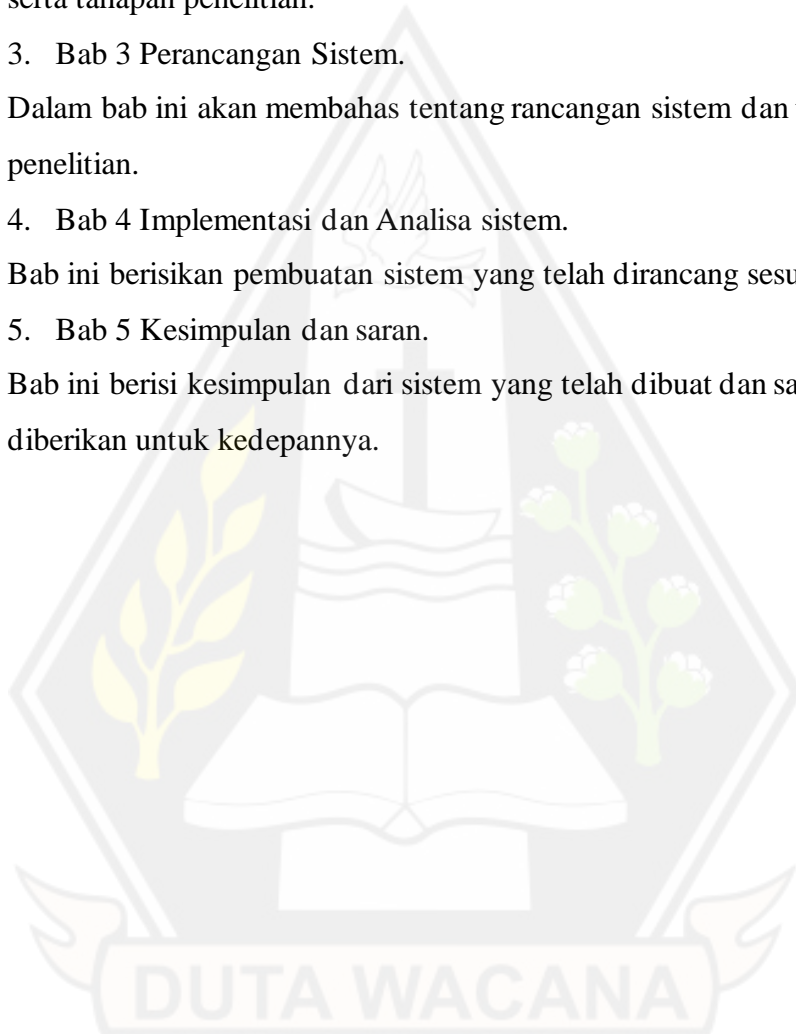 serta tahapan penelitian.
3. Bab 3 Perancangan Sistem.
Dalam bab ini akan membahas tentang rancangan sistem dan
penelitian.
4. Bab 4 Implementasi dan Analisa sistem.
Bab ini berisikan pembuatan sistem yang telah dirancang
5. Bab 5 Kesimpulan dan saran.
Bab ini berisi kesimpulan dari sistem yang telah dibuat dan
diberikan untuk kedepannya.
DUTA WACANA